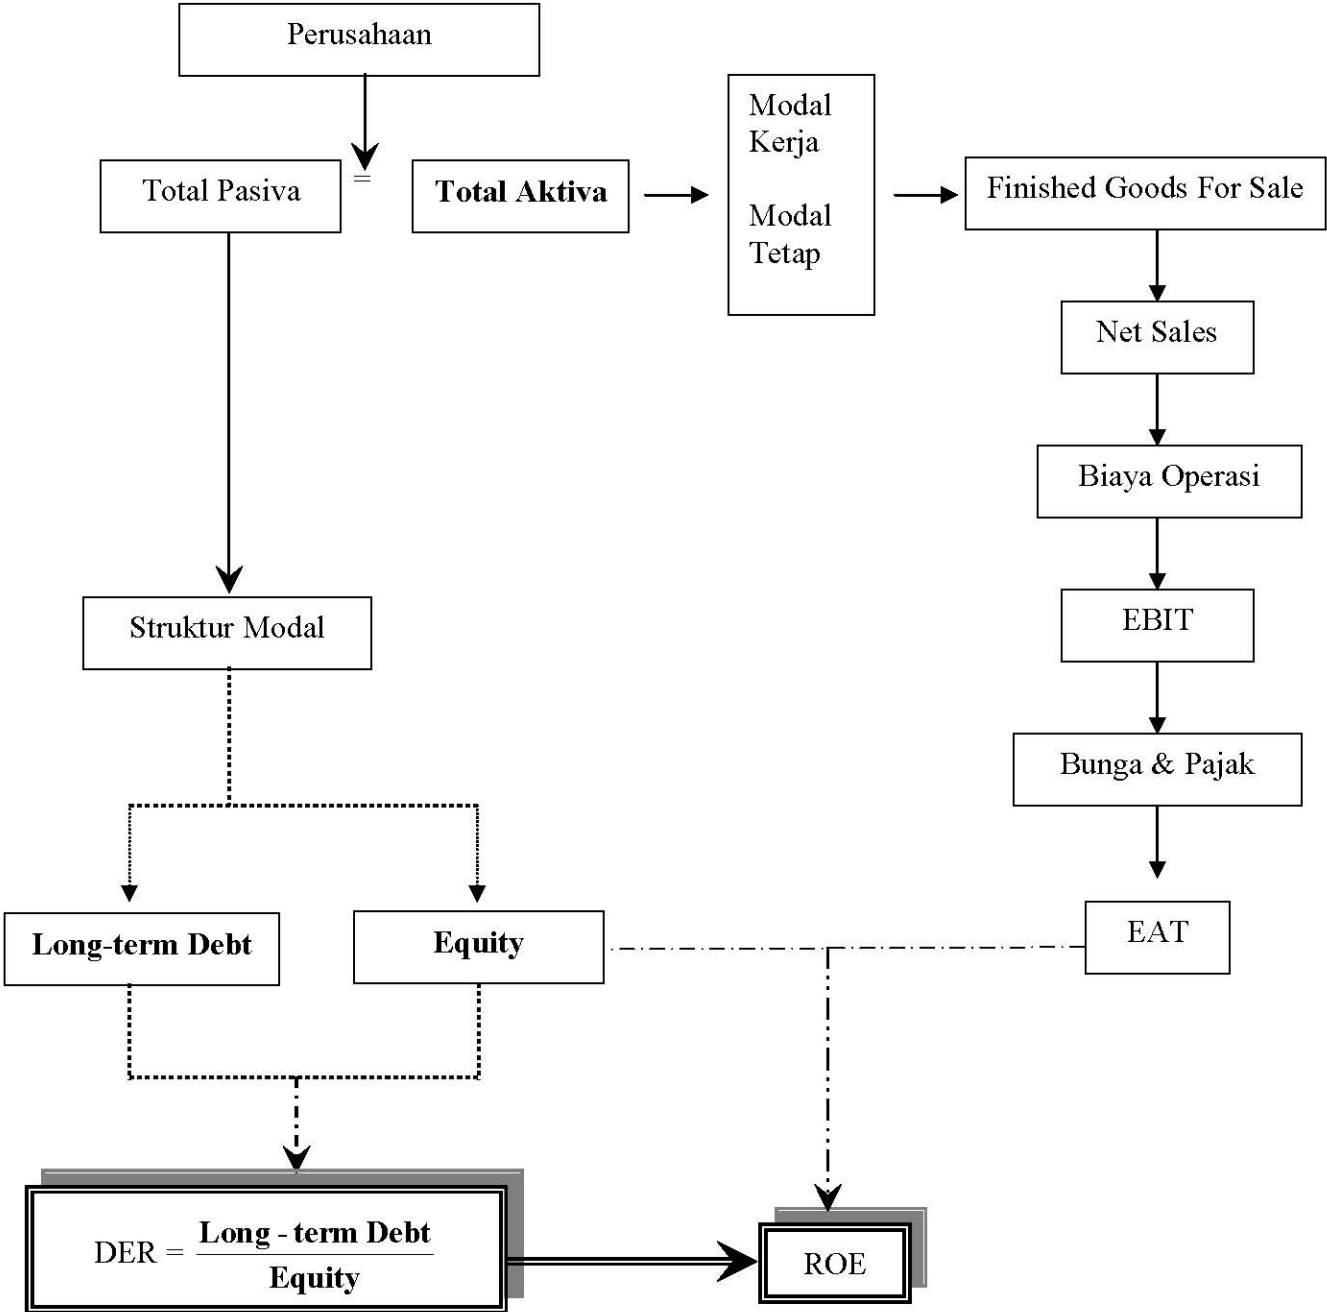 Perusahaan
Total Pasiva
=
Total Aktiva
Modal
Kerja
Modal
Tetap
Finished Goods For Sale
Net Sales
Biaya Operasi
EBIT
Bunga & Pajak
EAT
Struktur Modal
Long-term Debt
Equity
DER = Long - term Debt
Equity
ROE